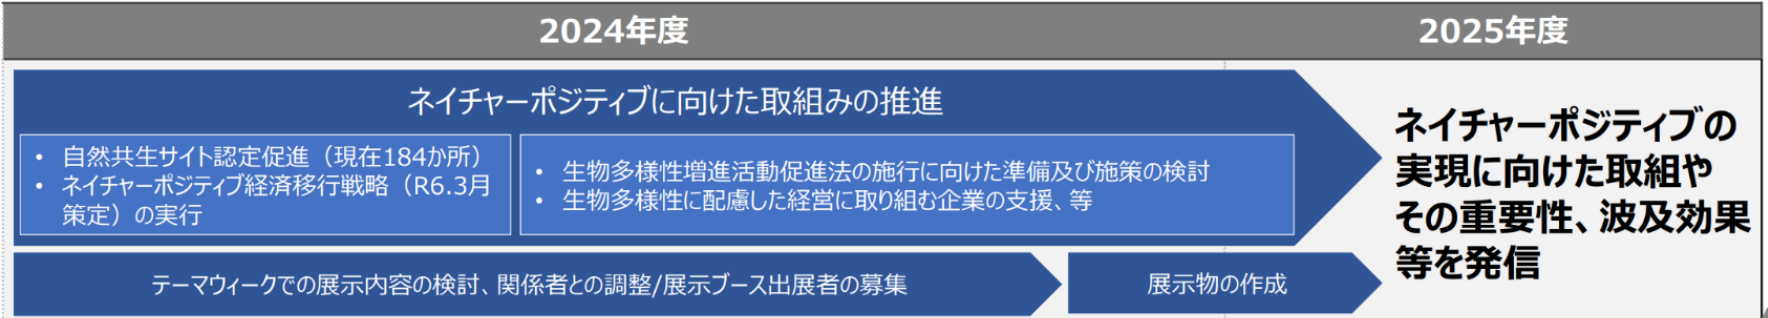 2024年度
2025年度
ネイチャーポジティブに向けた取組みの推進
• 自然共生サイト認定促進（現在184か所）
• ネイチャーポジティブ経済移行戦略（R6.3月
策定）の実行
• 生物多様性増進活動促進法の施行に向けた準備及び施策の検討
• 生物多様性に配慮した経営に取り組む企業の支援、等
テーマウィークでの展示内容の検討、関係者との調整/展示ブース出展者の募集
展示物の作成
ネイチャーポジティブの
実現に向けた取組や
その重要性、波及効果
等を発信